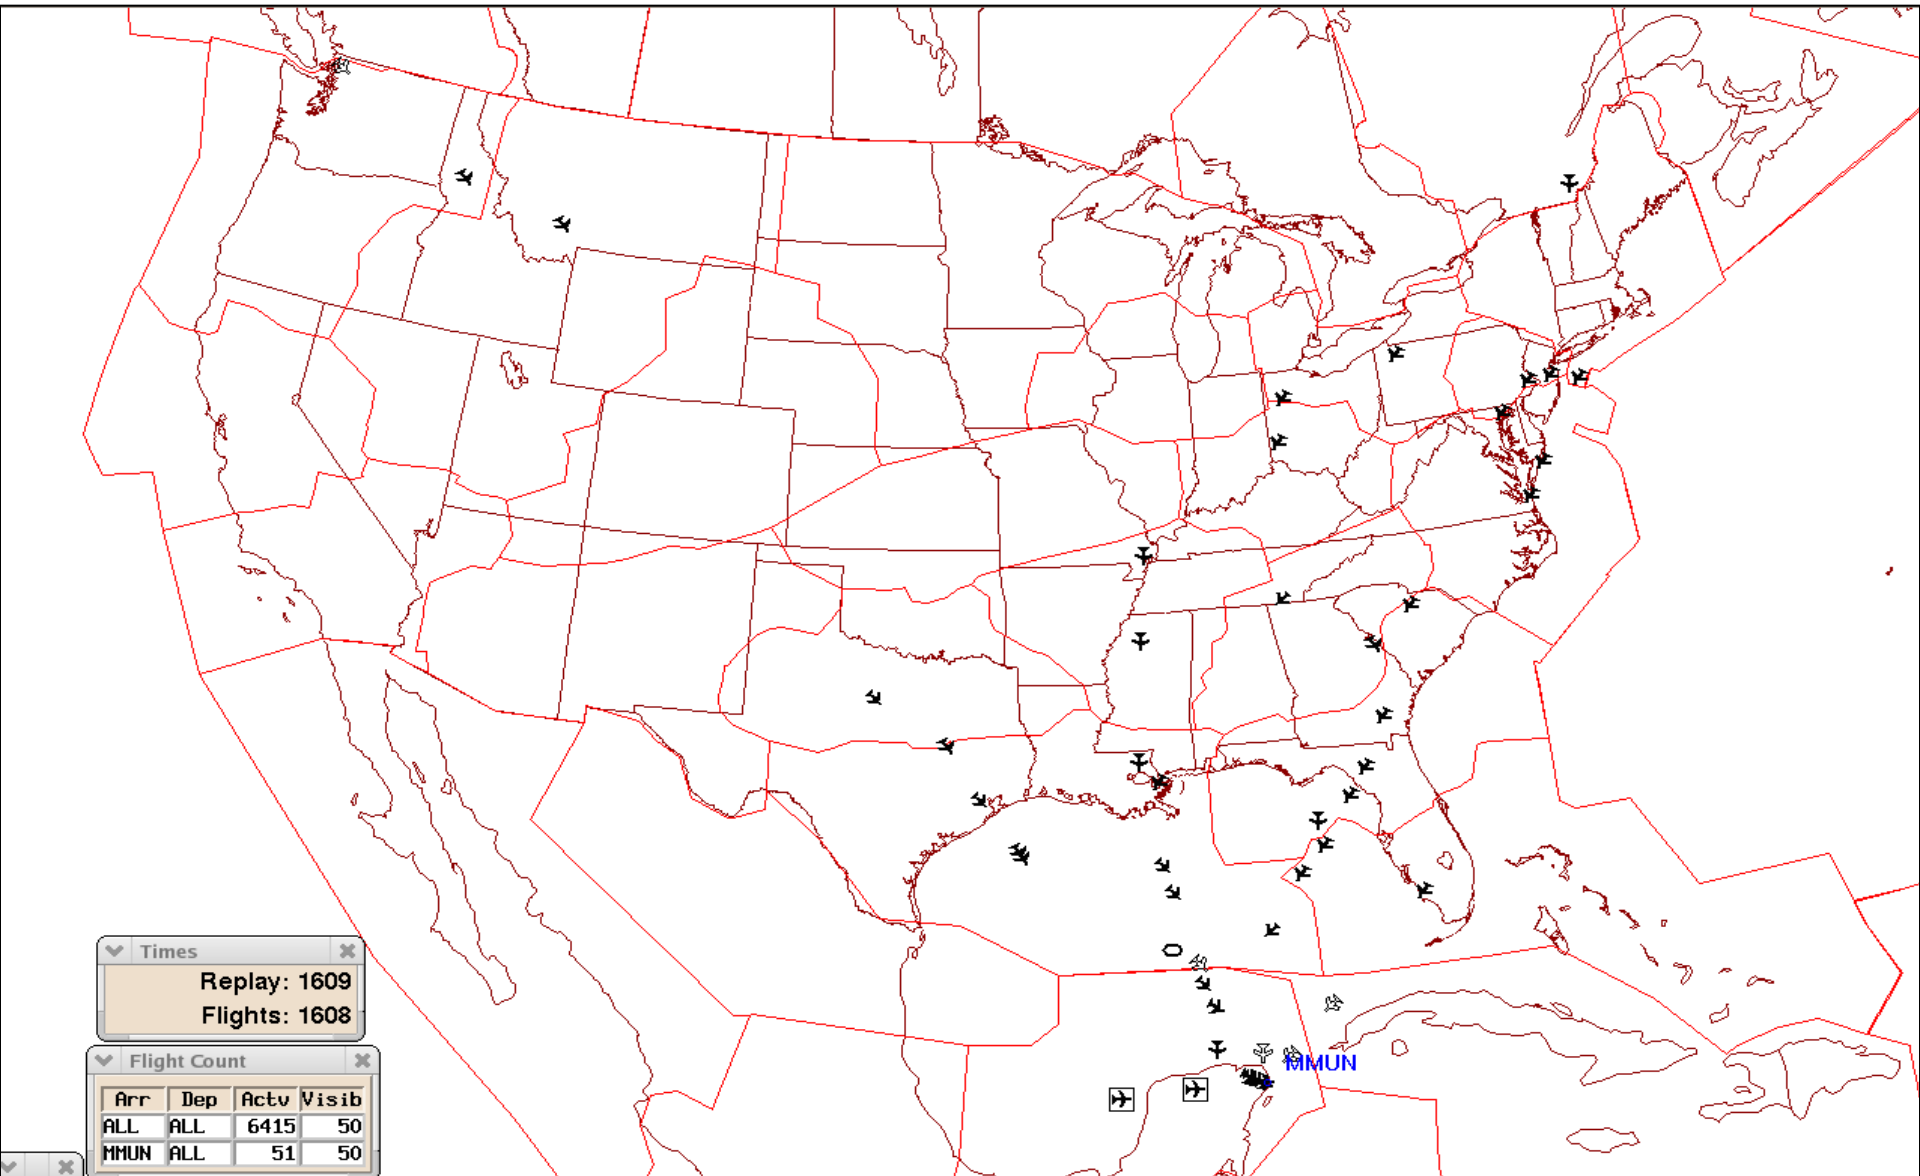 MMUN
Times
Replay: 1609
Flights: 1608
Flight Count
Arr Dep Actv Visib
ALL ALL 6415 50
MMUN ALL 51 50